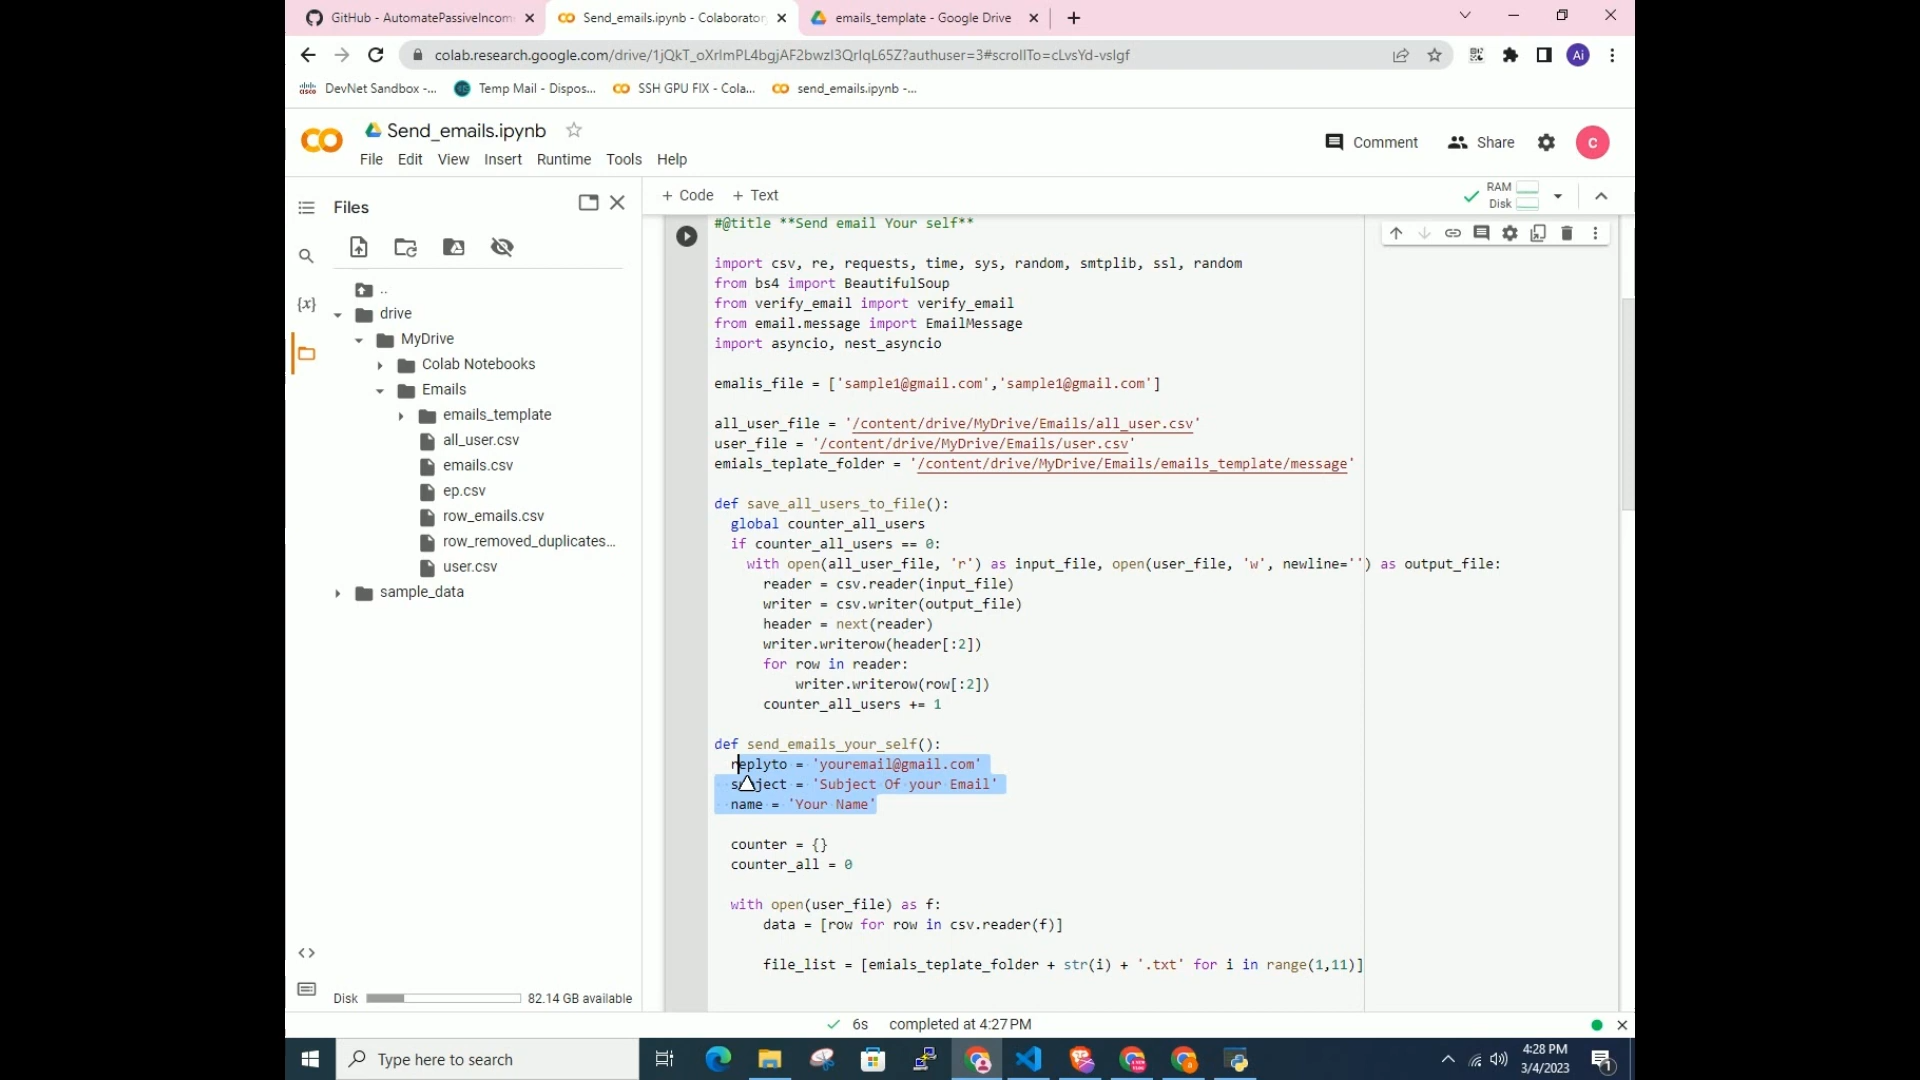 GitHub - AutomatePassiveIncom
Send_emails.ipynb - Colaboratory
emails_template - Google Drive
colab.research.google.com/drive/1jQkT_oXrImPL4bgjAF2bwzI3QrIqL65Z?authuser=3#scrollTo=cLvsYd-vsIgf
Ai
DevNet Sandbox -...
Temp Mail - Dispos...
SSH GPU FIX - Cola...
send_emails.ipynb -...
Send_emails.ipynb
Comment
Share
C
File Edit View Insert Runtime Tools Help
Files
+ Code + Text
RAM
Disk
{x}
..
drive
MyDrive
Colab Notebooks
Emails
emails_template
all_user.csv
emails.csv
ep.csv
row_emails.csv
row_removed_duplicates...
user.csv
sample_data
Disk 82.14 GB available
#@title **Send email Your self**
import csv, re, requests, time, sys, random, smtplib, ssl, random
from bs4 import BeautifulSoup
from verify_email import verify_email
from email.message import EmailMessage
import asyncio, nest_asyncio
emalis_file = ['sample1@gmail.com','sample1@gmail.com']
all_user_file = '/content/drive/MyDrive/Emails/all_user.csv'
user_file = '/content/drive/MyDrive/Emails/user.csv'
emials_teplate_folder = '/content/drive/MyDrive/Emails/emails_template/message'
def save_all_users_to_file():
global counter_all_users
if counter_all_users == 0:
with open(all_user_file, 'r') as input_file, open(user_file, 'w', newline='') as output_file:
reader = csv.reader(input_file)
writer = csv.writer(output_file)
header = next(reader)
writer.writerow(header[:2])
for row in reader:
writer.writerow(row[:2])
counter_all_users += 1
def send_emails_your_self():
replyto = 'youremail@gmail.com'
subject = 'Subject Of your Email'
name = 'Your Name'
counter = {}
counter_all = 0
with open(user_file) as f:
data = [row for row in csv.reader(f)]
file_list = [emials_teplate_folder + str(i) + '.txt' for i in range(1,11)]
6s completed at 4:27 PM
Type here to search
4:28 PM
3/4/2023
1